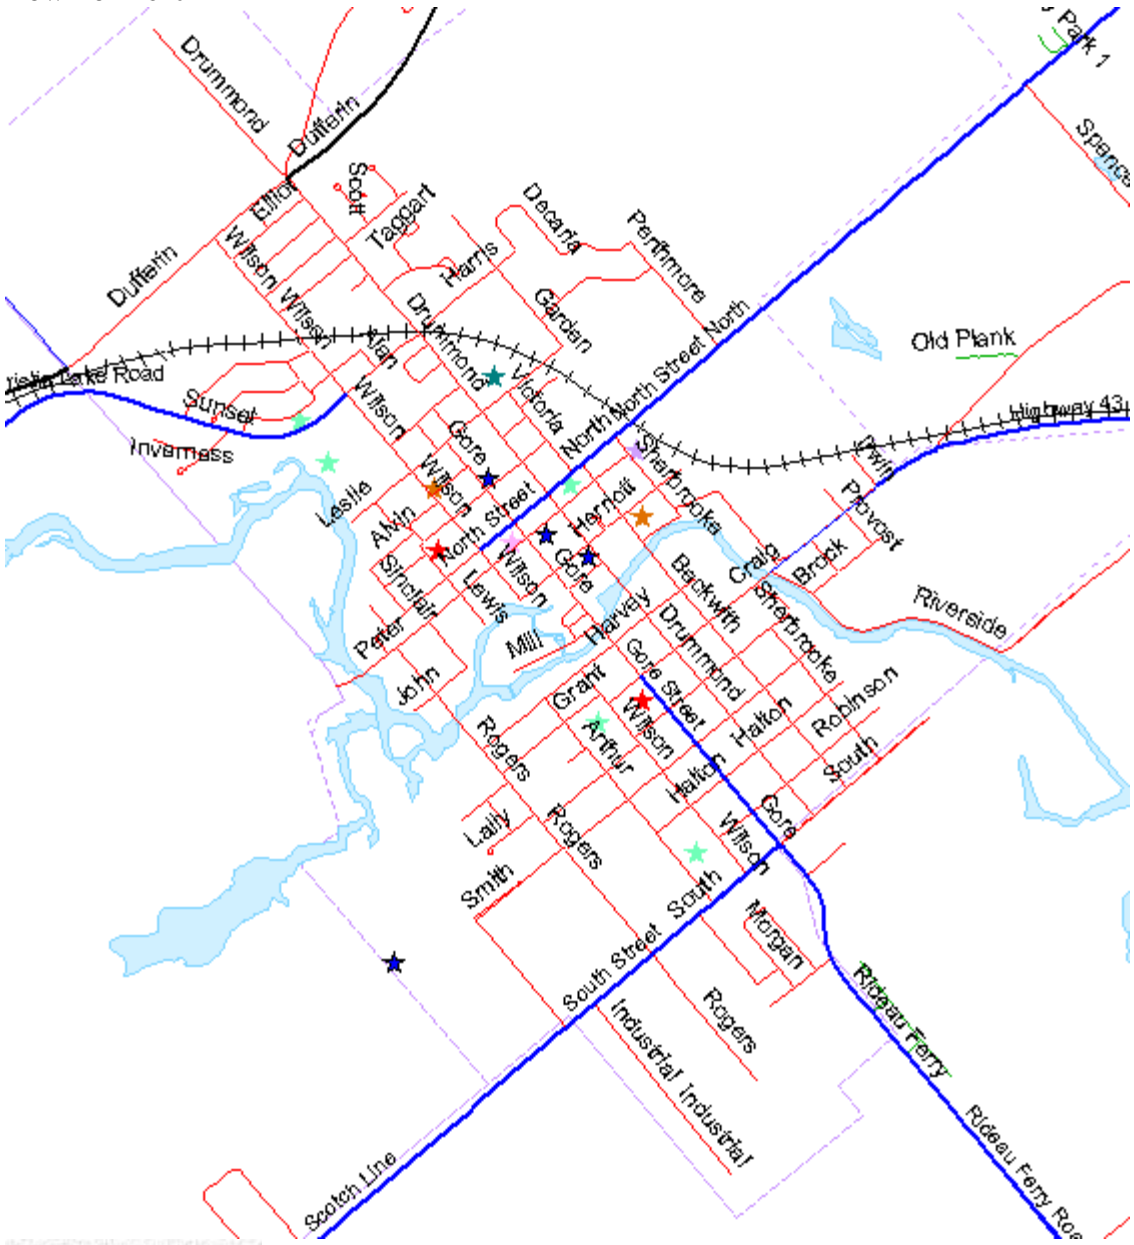 Park 1
Drummond
Dufferin
Scott
Elliot
Taggart
Decaria
Perthmore
Wilson
Harris
Dufferin
Wilson
Drummond
Garden
Alan
North
Old Plank
Lake Road
North Street
Victoria
Sunset
Wilson
Highway 43
Inverness
Gore
North
Sherbrooke
Irwin
Wilson
Leslie
Alvin
North Street
Herriott
Provost
Sinclair
Wilson
Gore
Craig
Brock
Lewis
Beckwith
Sherbrooke
Riverside
Peter
Mill
Harvey
Drummond
John
Grant
Gore Street
Rogers
Arthur
Wilson
Halton
Robinson
Halton
South
Lally
Rogers
Wilson
Gore
Smith
South
Morgan
South Street
Rideau Ferry
Rogers
Industrial
Industrial
Scotch Line
Rideau Ferry Roa